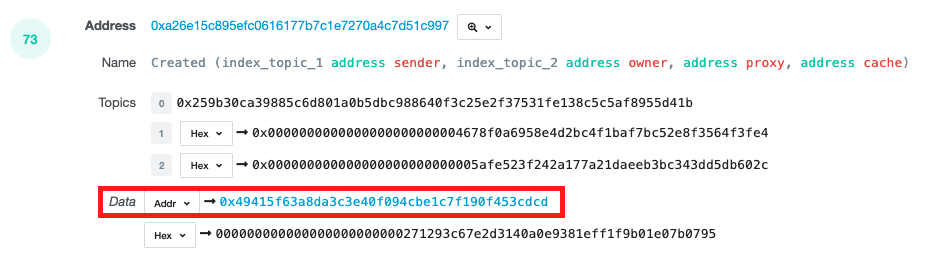 Address 0xa26e15c895efc0616177b7c1e7270a4c7d51c997
73
Name Created (index_topic_1 address sender, index_topic_2 address owner, address proxy, address cache)
Topics 0 0x259b30ca39885c6d801a0b5dbc988640f3c25e2f37531fe138c5c5af8955d41b
1 Hex → 0x0000000000000000000000004678f0a6958e4d2bc4f1baf7bc52e8f3564f3fe4
2 Hex → 0x0000000000000000000000005afe523f242a177a21daeeb3bc343dd5db602c
Data Addr → 0x49415f63a8da3c3e40f094cbe1c7f190f453cdcd
Hex → 000000000000000000000000271293c67e2d3140a0e9381eff1f9b01e07b0795